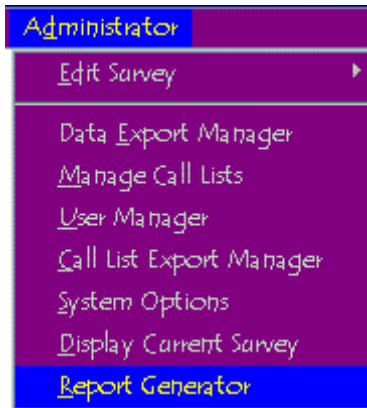 Administrator
Edit Survey
Data Export Manager
Manage Call Lists
User Manager
Call List Export Manager
System Options
Display Current Survey
Report Generator